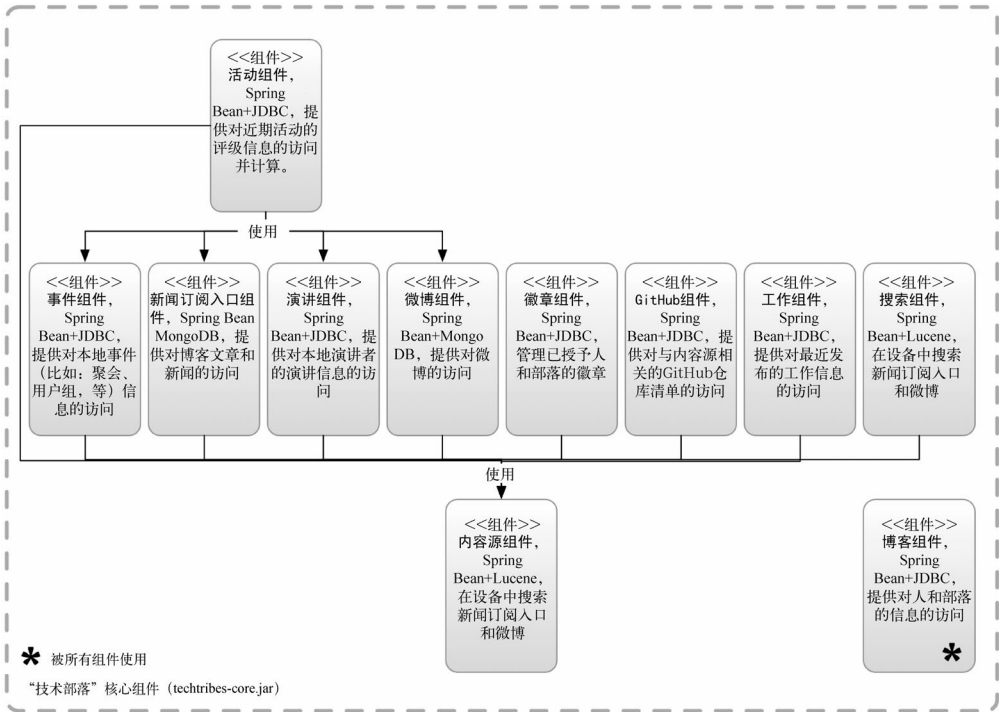 <<组件>>
活动组件，
Spring
Bean+JDBC，提
供对近期活动的
评级信息的访问
并计算。
使用
<<组件>>
事件组件，
Spring
Bean+JDBC，
提供对本地事件
（比如：聚会、
用户组，等）信
息的访问
<<组件>>
新闻订阅入口组
件，Spring Bean
MongoDB，提
供对博客文章和
新闻的访问
<<组件>>
演讲组件，
Spring
Bean+JDBC，提
供对本地演讲者
的演讲信息的访
问
<<组件>>
微博组件，
Spring
Bean+Mongo
DB，提供对微
博的访问
<<组件>>
徽章组件，
Spring
Bean+JDBC，
管理已授予人
和部落的徽章
<<组件>>
GitHub组件，
Spring
Bean+JDBC，提
供对与内容源相
关的GitHub仓
库清单的访问
<<组件>>
工作组件，
Spring
Bean+JDBC，
提供对最近发
布的工作信息
的访问
<<组件>>
搜索组件，
Spring
Bean+Lucene，
在设备中搜索
新闻订阅入口
和微博
使用
<<组件>>
内容源组件，
Spring
Bean+Lucene，
在设备中搜索
新闻订阅入口
和微博
<<组件>>
博客组件，
Spring
Bean+JDBC，
提供对人和部落
的信息的访问
*
* 被所有组件使用
“技术部落”核心组件（techtribes-core.jar）